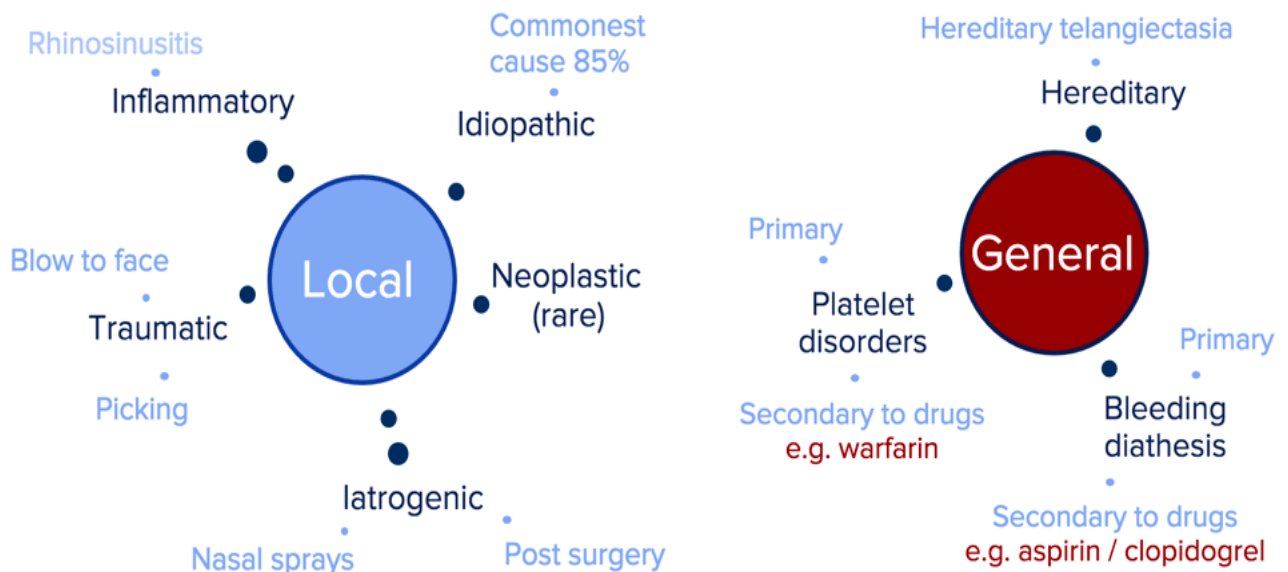 Rhinosinusitis
Inflammatory
Commonest
cause 85%
Idiopathic
Local
Blow to face
Traumatic
Picking
Neoplastic
(rare)
Iatrogenic
Nasal sprays
Post surgery
Hereditary telangiectasia
Hereditary
General
Primary
Platelet
disorders
Secondary to drugs
e.g. warfarin
Primary
Bleeding
diathesis
Secondary to drugs
e.g. aspirin / clopidogrel